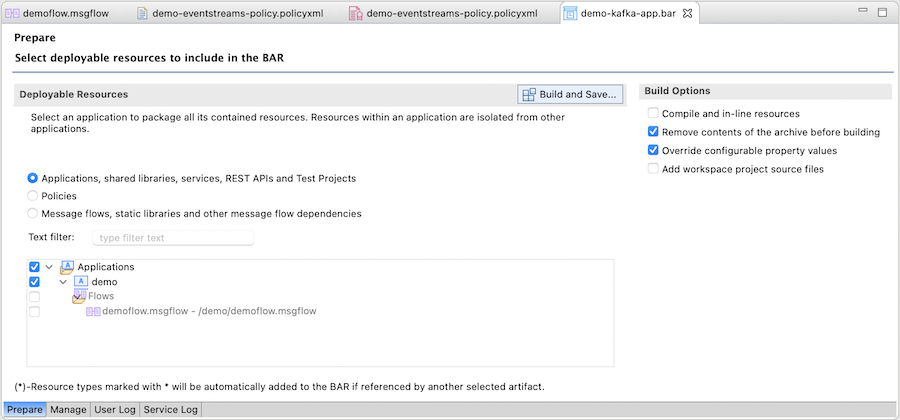 demoflow.msgflow demo-eventstreams-policy.policyxml demo-eventstreams-policy.policyxml demo-kafka-app.bar
Prepare
Select deployable resources to include in the BAR
Deployable Resources
Build and Save...
Select an application to package all its contained resources. Resources within an application are isolated from other
applications.
Applications, shared libraries, services, REST APIs and Test Projects
Policies
Message flows, static libraries and other message flow dependencies
Text filter: type filter text
Applications
demo
Flows
demoflow.msgflow - /demo/demoflow.msgflow
(*)-Resource types marked with * will be automatically added to the BAR if referenced by another selected artifact.
Build Options
Compile and in-line resources
Remove contents of the archive before building
Override configurable property values
Add workspace project source files
Prepare Manage User Log Service Log